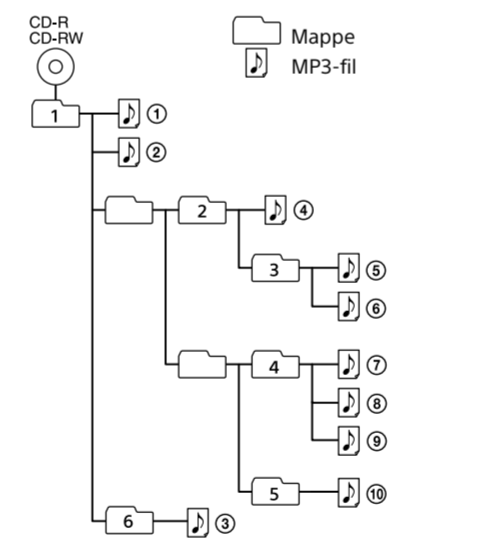 CD-R
CD-RW
Mappe
MP3-fil
1 ①
②
2 ④
3 ⑤
⑥
4 ⑦
⑧
⑨
5 ⑩
6 ③